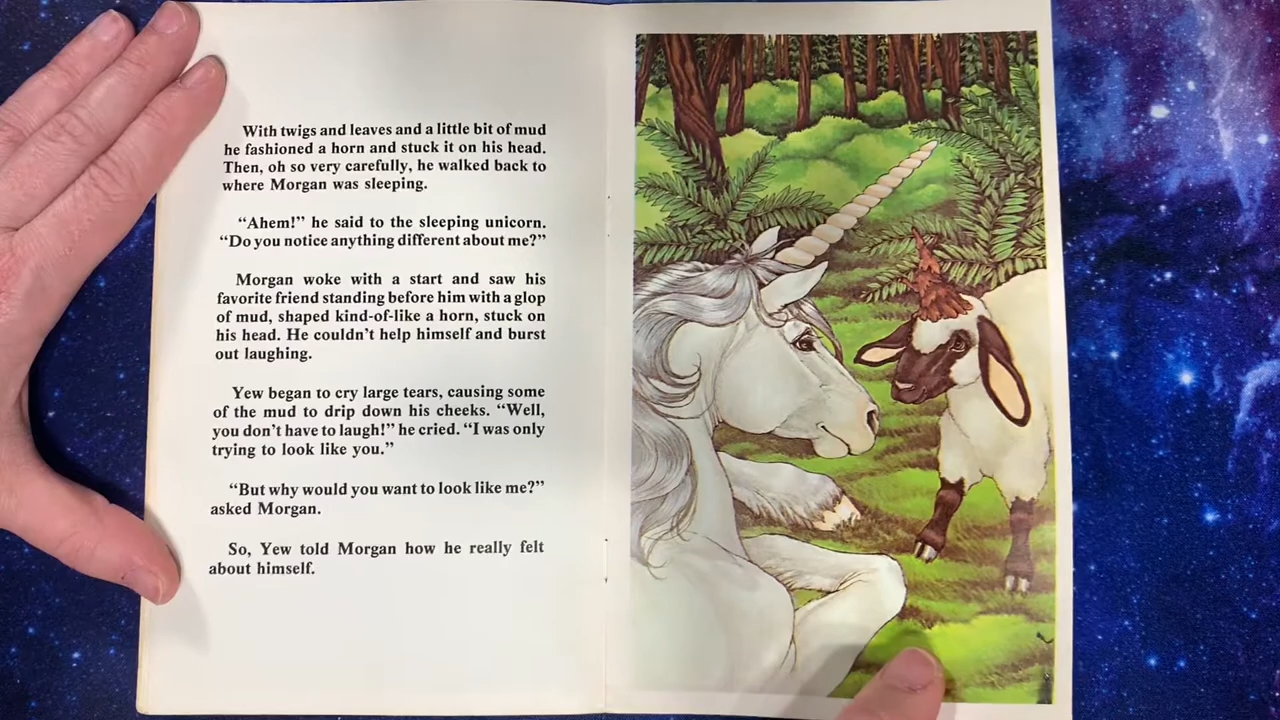 With twigs and leaves and a little bit of mud
he fashioned a horn and stuck it on his head.
Then, oh so very carefully, he walked back to
where Morgan was sleeping.
“Ahem!” he said to the sleeping unicorn.
“Do you notice anything different about me?”
Morgan woke with a start and saw his
favorite friend standing before him with a glop
of mud, shaped kind-of-like a horn, stuck on
his head. He couldn’t help himself and burst
out laughing.
Yew began to cry large tears, causing some
of the mud to drip down his cheeks. “Well,
you don’t have to laugh!” he cried. “I was only
trying to look like you.”
“But why would you want to look like me?”
asked Morgan.
So, Yew told Morgan how he really felt
about himself.